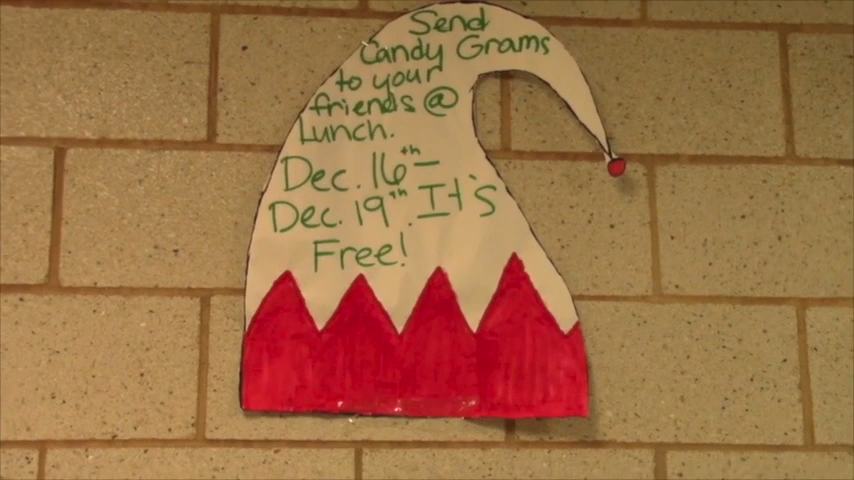 Send
Candy Grams
to your
friends @
Lunch.
Dec. 16th -
Dec. 19th. It's
Free!